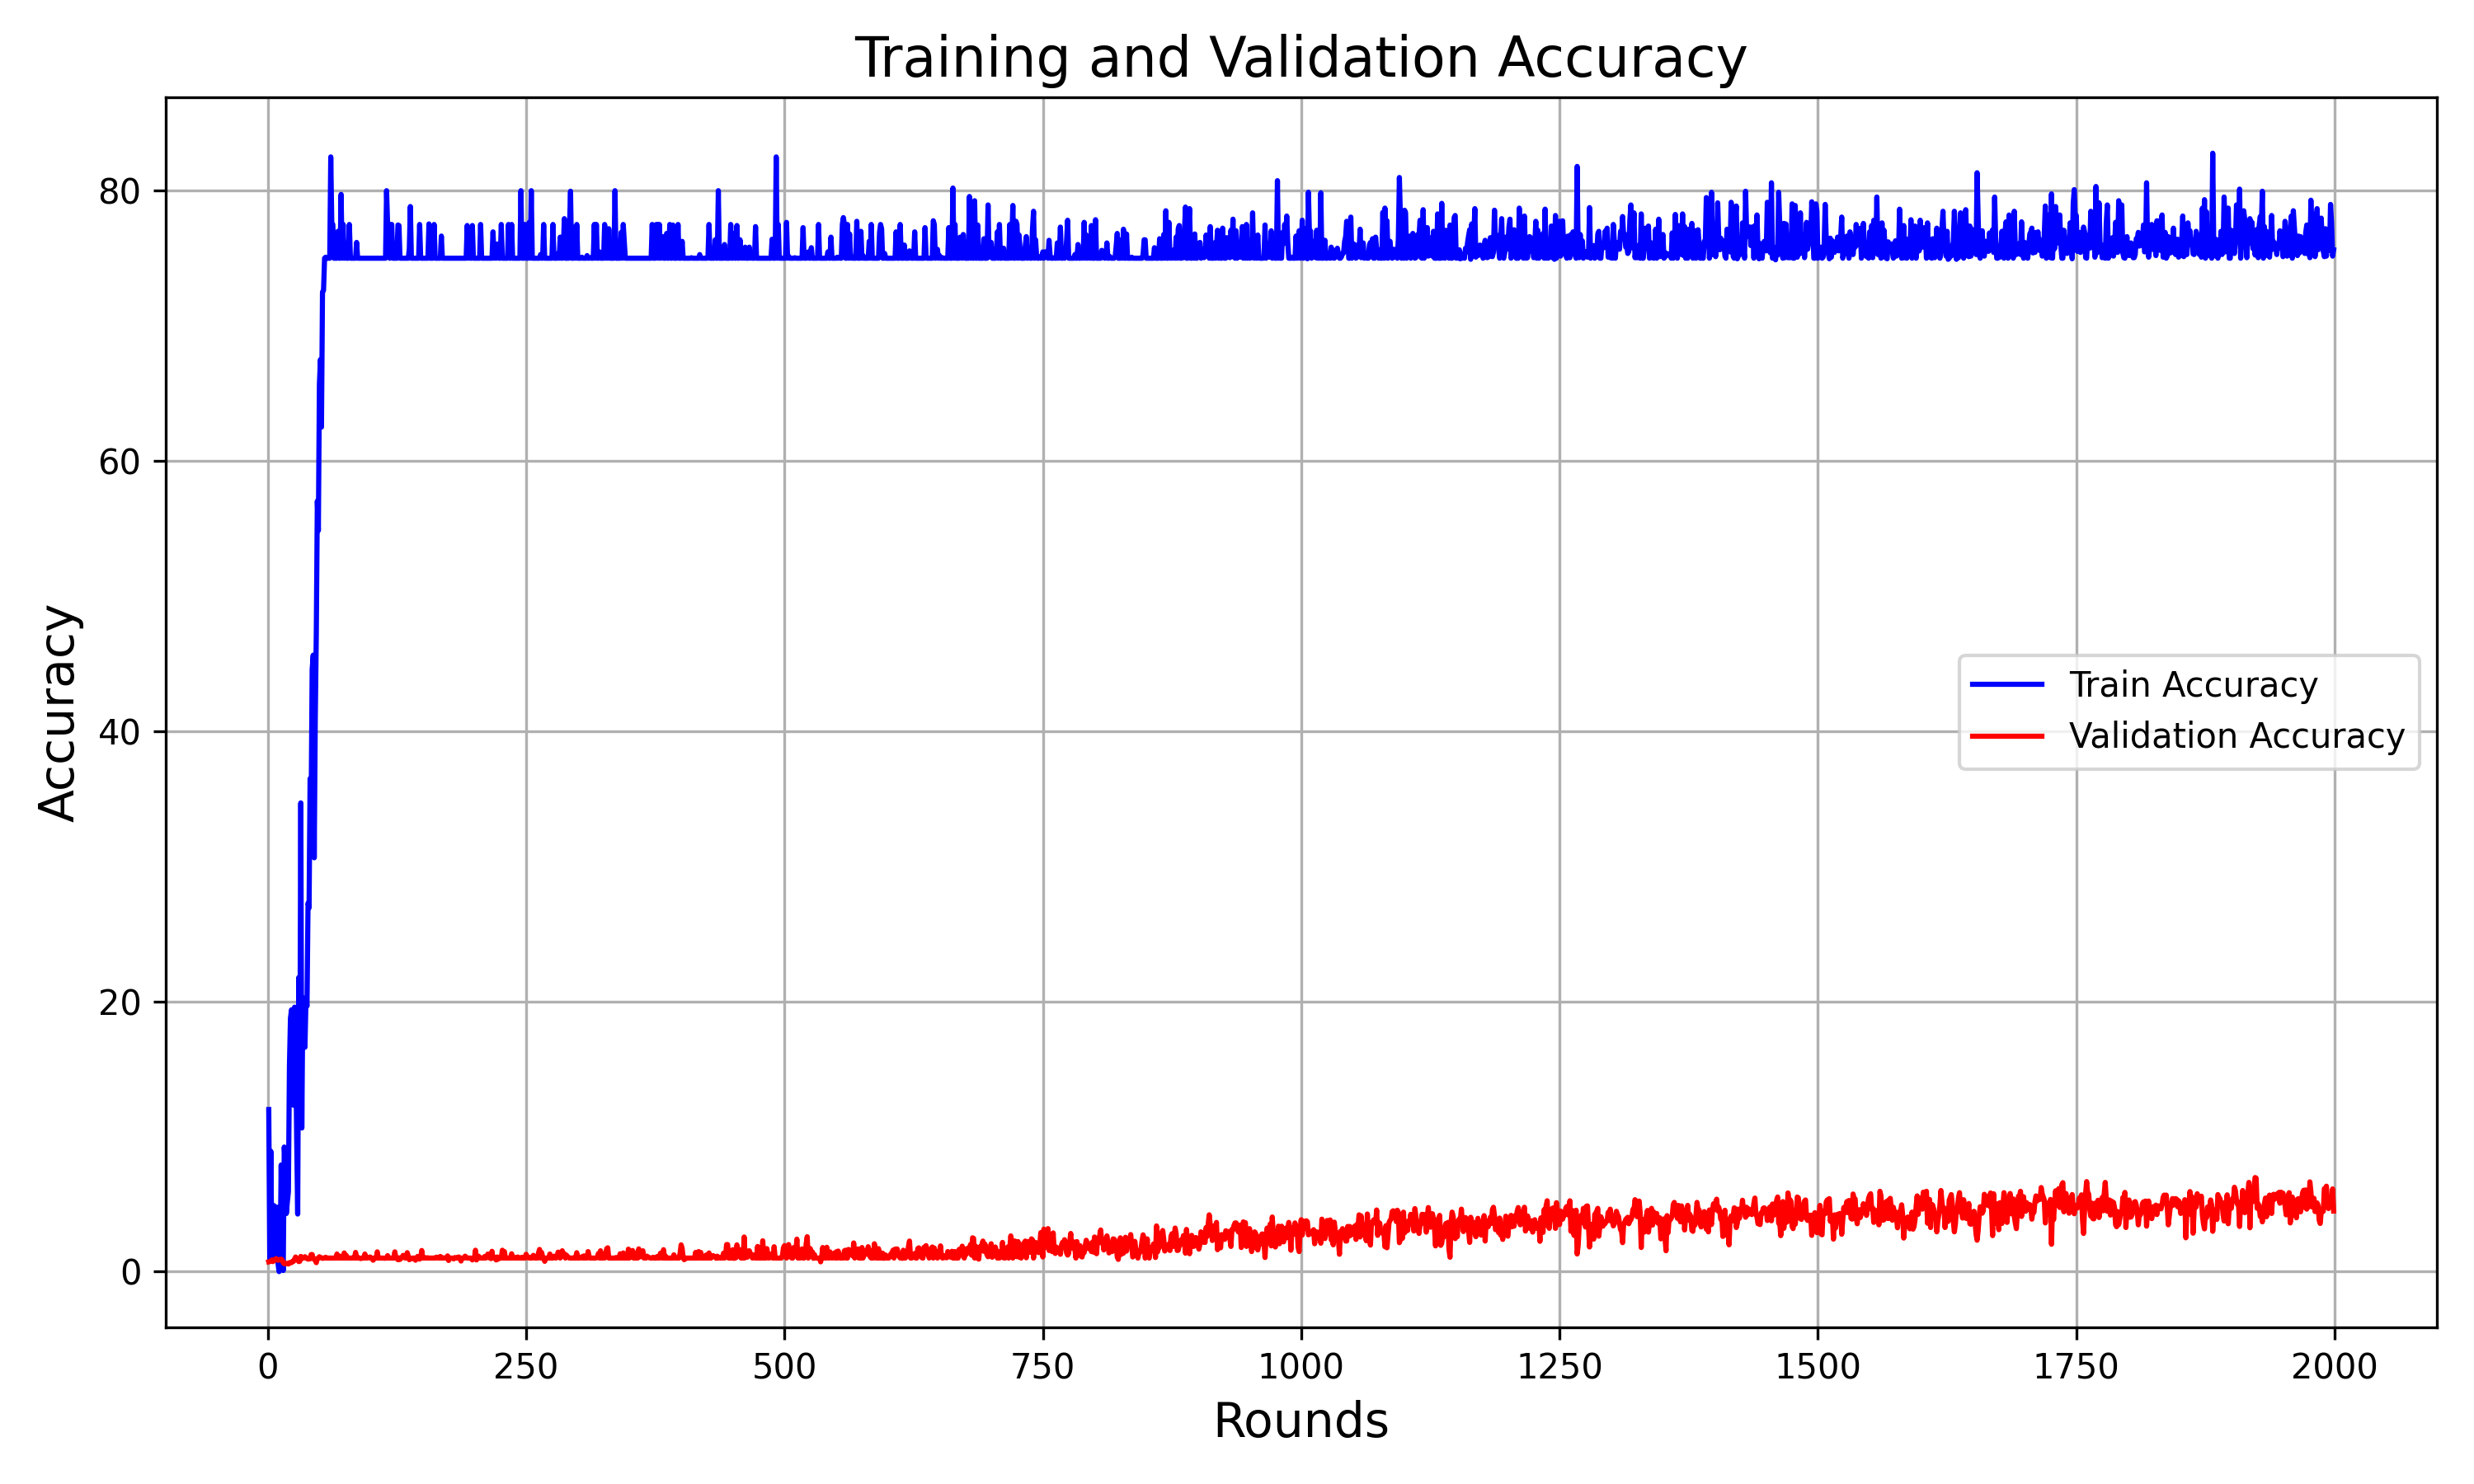 Training and Validation Accuracy
Accuracy
80
60
40
20
0
Train Accuracy
Validation Accuracy
0 250 500 750 1000 1250 1500 1750 2000
Rounds